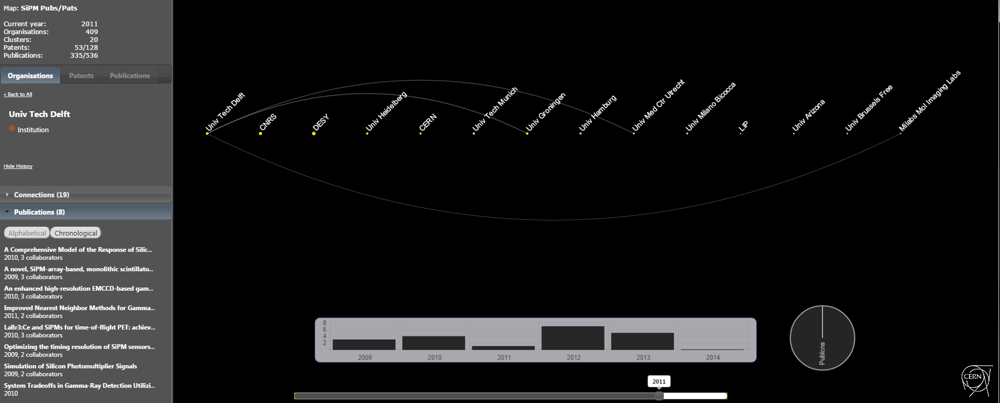 Map: SiPM Pubs/Pats
Current year: 2011
Organisations: 409
Clusters: 20
Patents: 53/128
Publications: 335/536
Organisations Patents Publications
« Back to All
Univ Tech Delft
Institution
Hide History
Connections (19)
Publications (8)
Alphabetical Chronological
A Comprehensive Model of the Response of Silic...
2010, 3 collaborators
A novel, SiPM-array-based, monolithic scintillato...
2009, 3 collaborators
An enhanced high-resolution EMCCD-based gam...
2010, 3 collaborators
Improved Nearest Neighbor Methods for Gamma...
2011, 2 collaborators
LaBr3:Ce and SiPMs for time-of-flight PET: achiev...
2010, 3 collaborators
Optimizing the timing resolution of SiPM sensors...
2009, 2 collaborators
Simulation of Silicon Photomultiplier Signals
2009, 2 collaborators
System Tradeoffs in Gamma-Ray Detection Utilizi...
2010
Univ Tech Delft
CNRS
DESY
Univ Heidelberg
CERN
Univ Tech Munich
Univ Groningen
Univ Hamburg
Univ Med Ctr Utrecht
Univ Milano Bicocca
LIP
Univ Arizona
Univ Brussels Free
Milabs Mol Imaging Labs
8
6
4
2
2009 2010 2011 2012 2013 2014
Publcns
2011
CERN